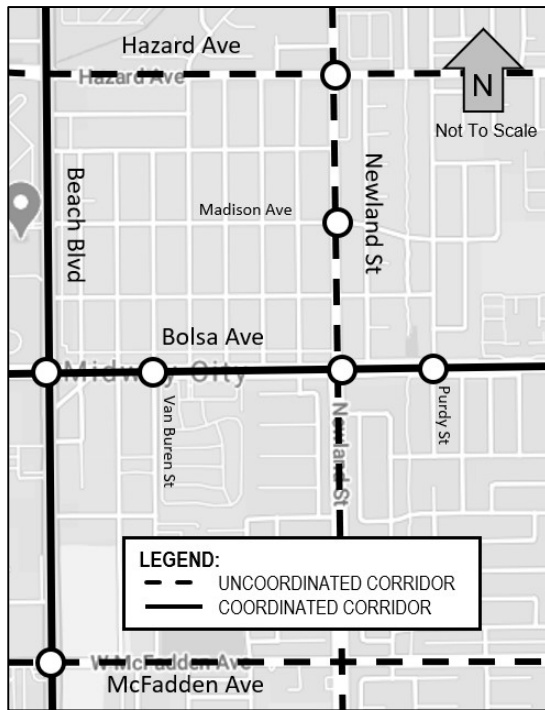 Hazard Ave
Hazard Ave
N
Not To Scale
Beach Blvd
Newland St
Madison Ave
Bolsa Ave
Midway City
Van Buren St
Newland St
Purdy St
LEGEND:
UNCOORDINATED CORRIDOR
COORDINATED CORRIDOR
W McFadden Ave
McFadden Ave